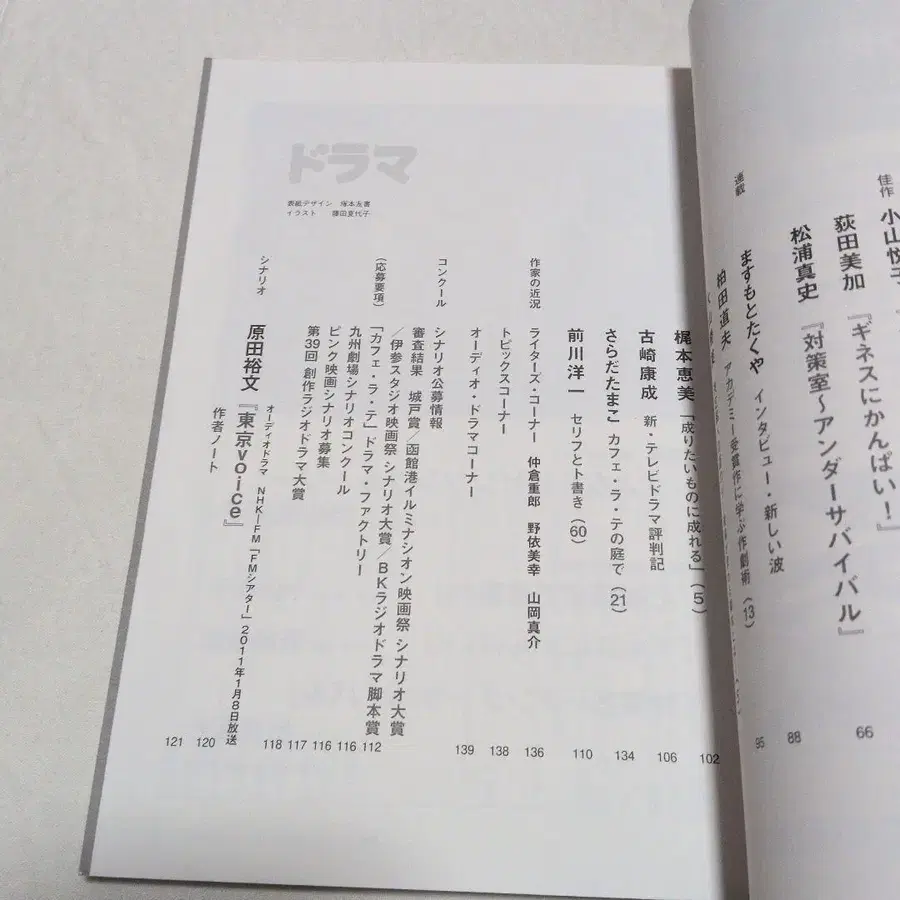 佳作
小山悦子
荻田美加 『ギネスにかんぱい!』 66
松浦真史 『対策室~アンダーサバイバル』 88
連載
ますもとたくや インタビュー・新しい波 95
柏田道夫 アカデミー受賞作に学ぶ作劇術 (13)
梶本恵美 「成りたいものに成れる」 (5) 102
古崎康成 新・テレビドラマ評判記 106
さらだたまこ カフェ・ラ・テの庭で (21) 134
前川洋一 セリフとト書き (60) 110
作家の近況
ライターズ・コーナー 仲倉重郎 野依美幸 山岡真介 136
トピックスコーナー 138
オーディオ・ドラマコーナー 139
コンクール
シナリオ公募情報
審査結果 城戸賞/函館港イルミナシオン映画祭 シナリオ大賞
/伊参スタジオ映画祭 シナリオ大賞/BKラジオドラマ脚本賞 112
(応募要項)
「カフェ・ラ・テ」ドラマ・ファクトリー 116
九州劇場シナリオコンクール 116
ピンク映画シナリオ募集 117
第39回 創作ラジオドラマ大賞 118
シナリオ
オーディオドラマ NHK-FM「FMシアター」2011年1月8日放送
原田裕文 『東京voice』 120
作者ノート 121
ドラマ
表紙デザイン 塚本友書
イラスト 鎌田夏代子